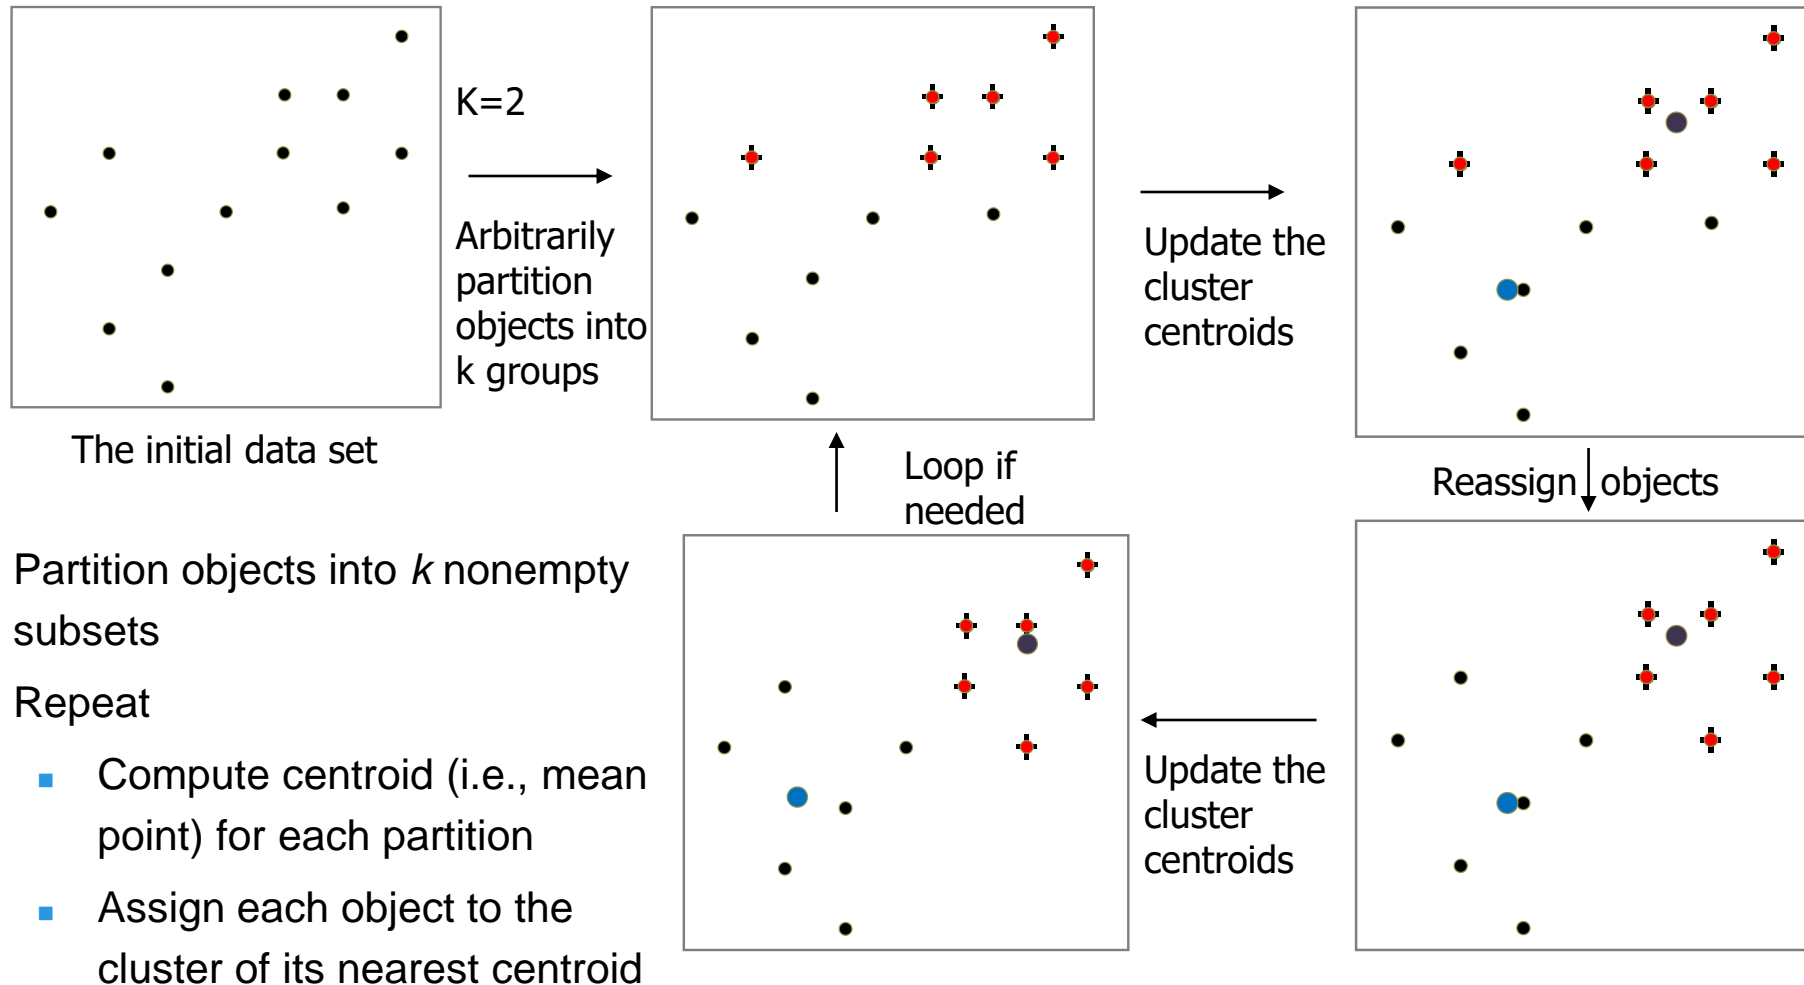 K=2
Arbitrarily
partition
objects into
k groups
Update the
cluster
centroids
The initial data set
Loop if
needed
Reassign objects
Partition objects into k nonempty
subsets
Repeat
Compute centroid (i.e., mean
point) for each partition
Assign each object to the
cluster of its nearest centroid
Update the
cluster
centroids